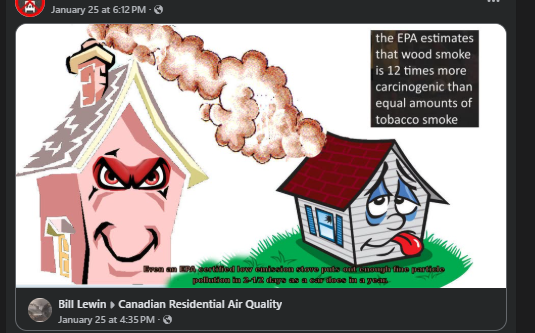 January 25 at 6:12 PM ·
the EPA estimates
that wood smoke
is 12 times more
carcinogenic than
equal amounts of
tobacco smoke
Even an EPA certified low emission stove puts out enough fine particle
pollution in 2-1/2 days as a car does in a year.
Bill Lewin ▸ Canadian Residential Air Quality
January 25 at 4:35 PM ·